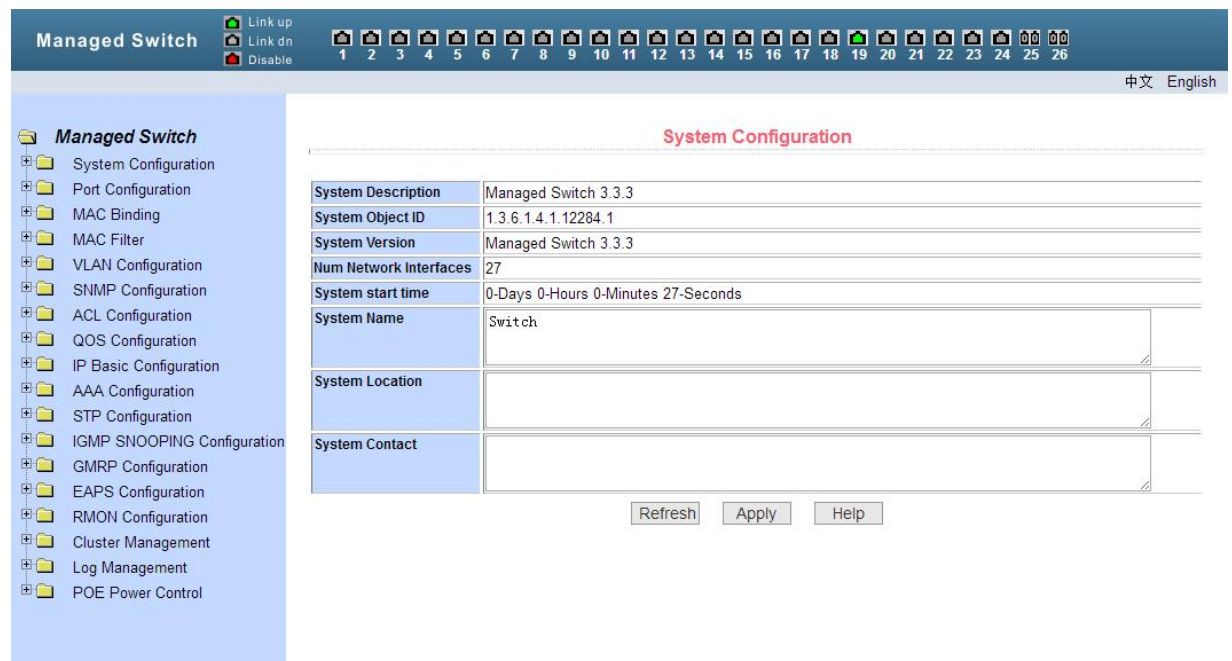 Managed Switch
Link up
Link dn
Disable
1 2 3 4 5 6 7 8 9 10 11 12 13 14 15 16 17 18 19 20 21 22 23 24 25 26
中文 English
Managed Switch
System Configuration
Port Configuration
MAC Binding
MAC Filter
VLAN Configuration
SNMP Configuration
ACL Configuration
QOS Configuration
IP Basic Configuration
AAA Configuration
STP Configuration
IGMP SNOOPING Configuration
GMRP Configuration
EAPS Configuration
RMON Configuration
Cluster Management
Log Management
POE Power Control
System Configuration
System Description Managed Switch 3.3.3
System Object ID 1.3.6.1.4.1.12284.1
System Version Managed Switch 3.3.3
Num Network Interfaces 27
System start time 0-Days 0-Hours 0-Minutes 27-Seconds
System Name Switch
System Location
System Contact
Refresh Apply Help